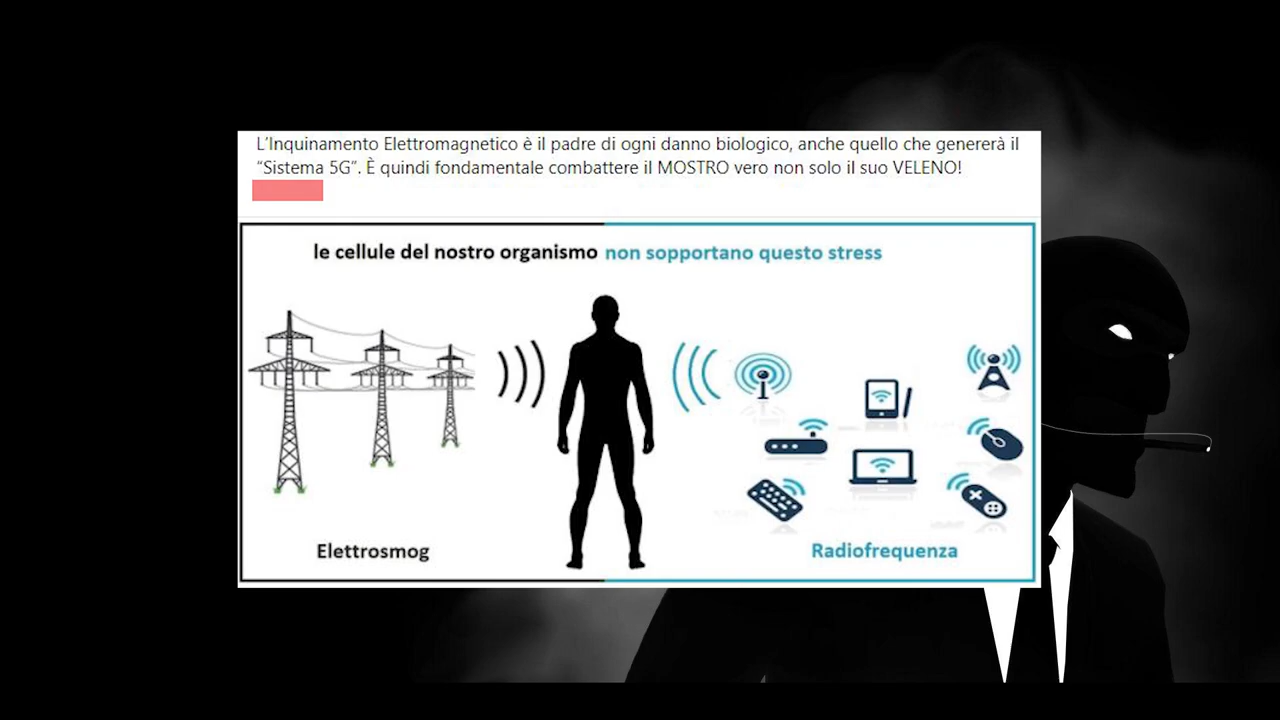 L'Inquinamento Elettromagnetico è il padre di ogni danno biologico, anche quello che genererà il
“Sistema 5G”. È quindi fondamentale combattere il MOSTRO vero non solo il suo VELENO!
le cellule del nostro organismo non sopportano questo stress
Elettrosmog
Radiofrequenza